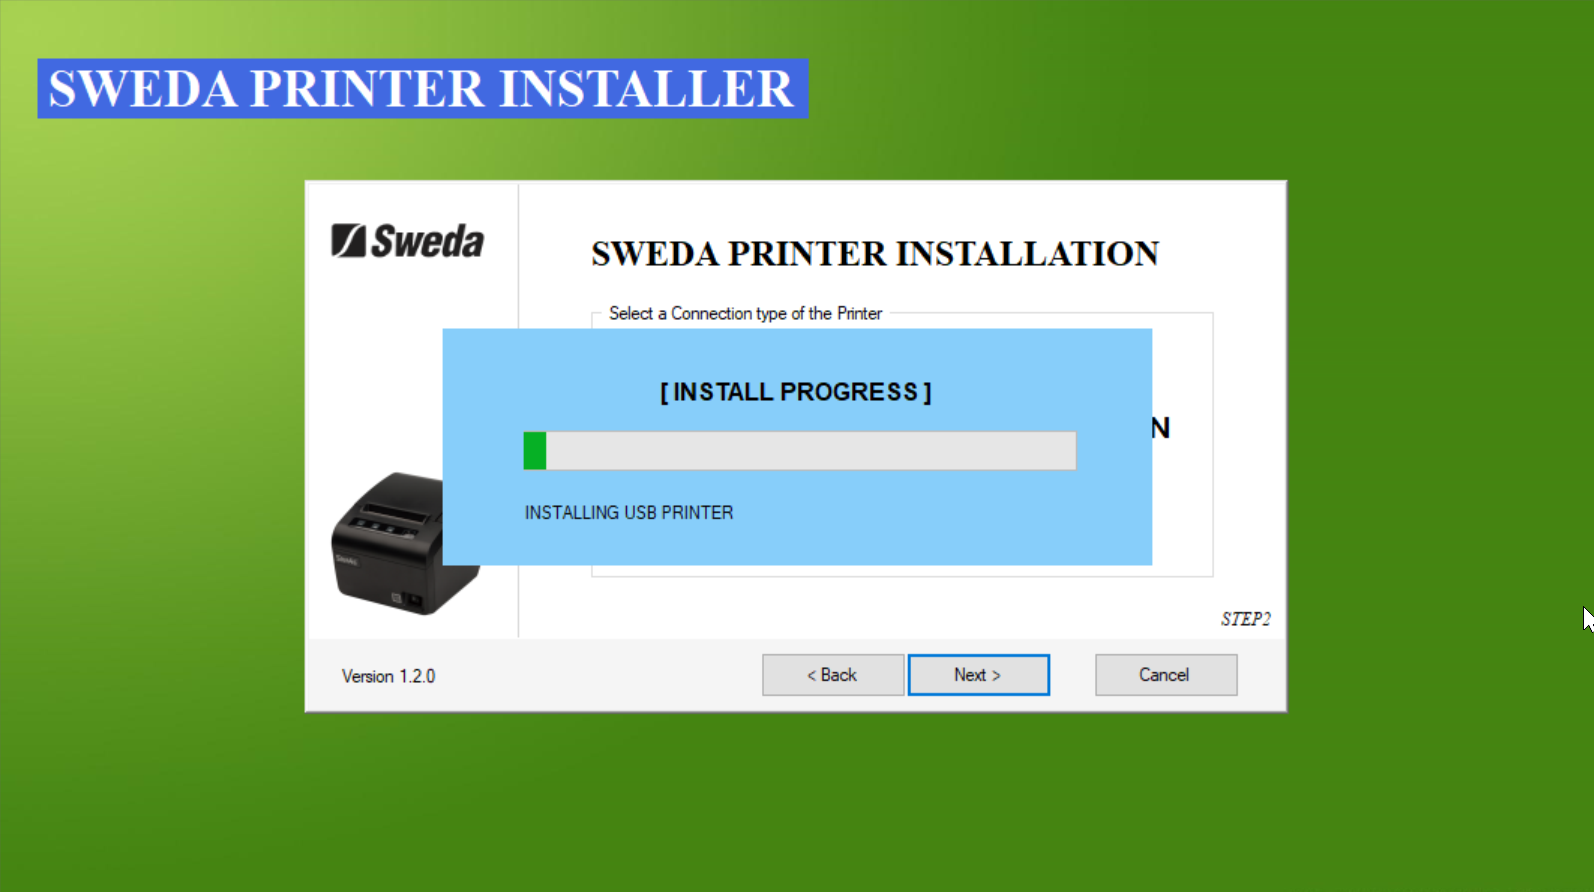 SWEDA PRINTER INSTALLER
Sweda
SWEDA PRINTER INSTALLATION
Select a Connection type of the Printer
[ INSTALL PROGRESS ]
N
INSTALLING USB PRINTER
STEP2
Version 1.2.0
< Back
Next >
Cancel